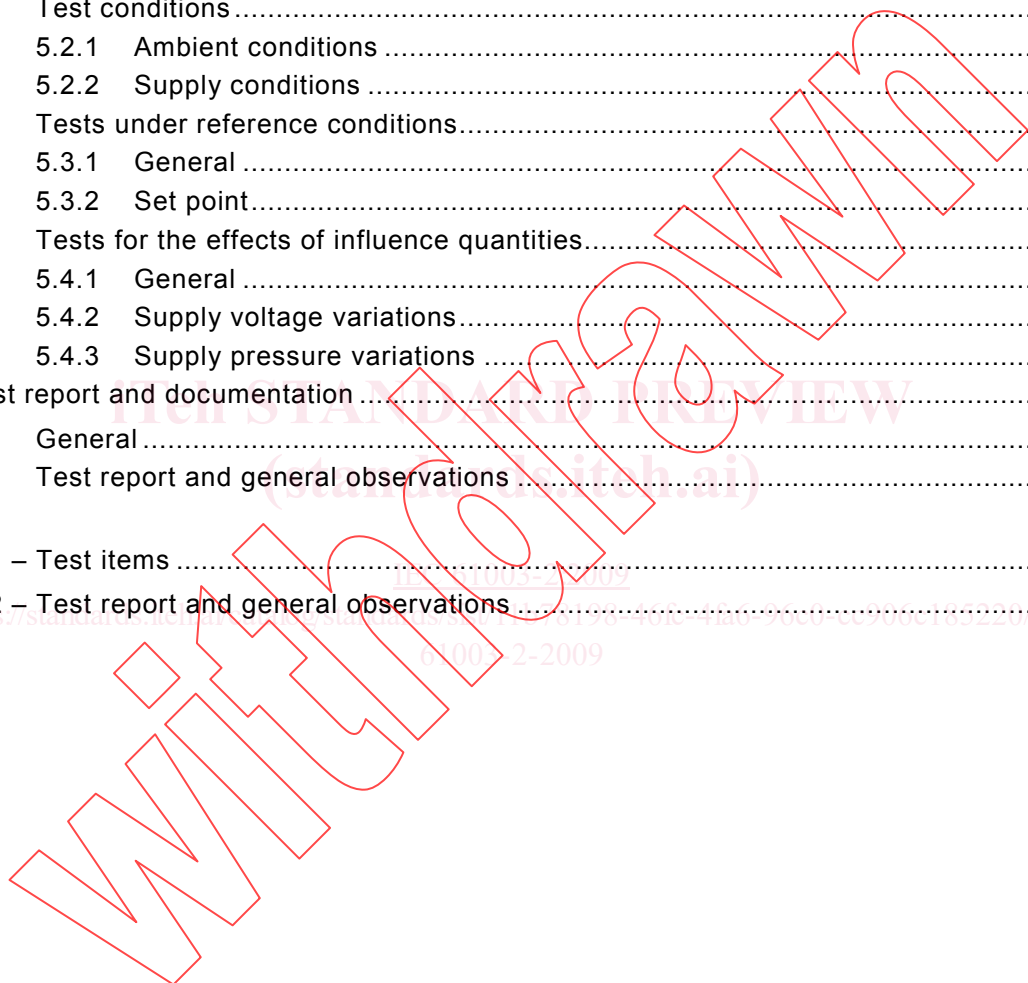 Test conditions
5.2.1 Ambient conditions
5.2.2 Supply conditions
Tests under reference conditions
5.3.1 General
5.3.2 Set point
Tests for the effects of influence quantities
5.4.1 General
5.4.2 Supply voltage variations
5.4.3 Supply pressure variations
st report and documentation
iTeh STANDARD PREVIEW
General
Test report and general observations
(standards.iteh.ai)
– Test items
IEC 61003-2:2009
– Test report and general observations
61003-2-2009
withdrawn